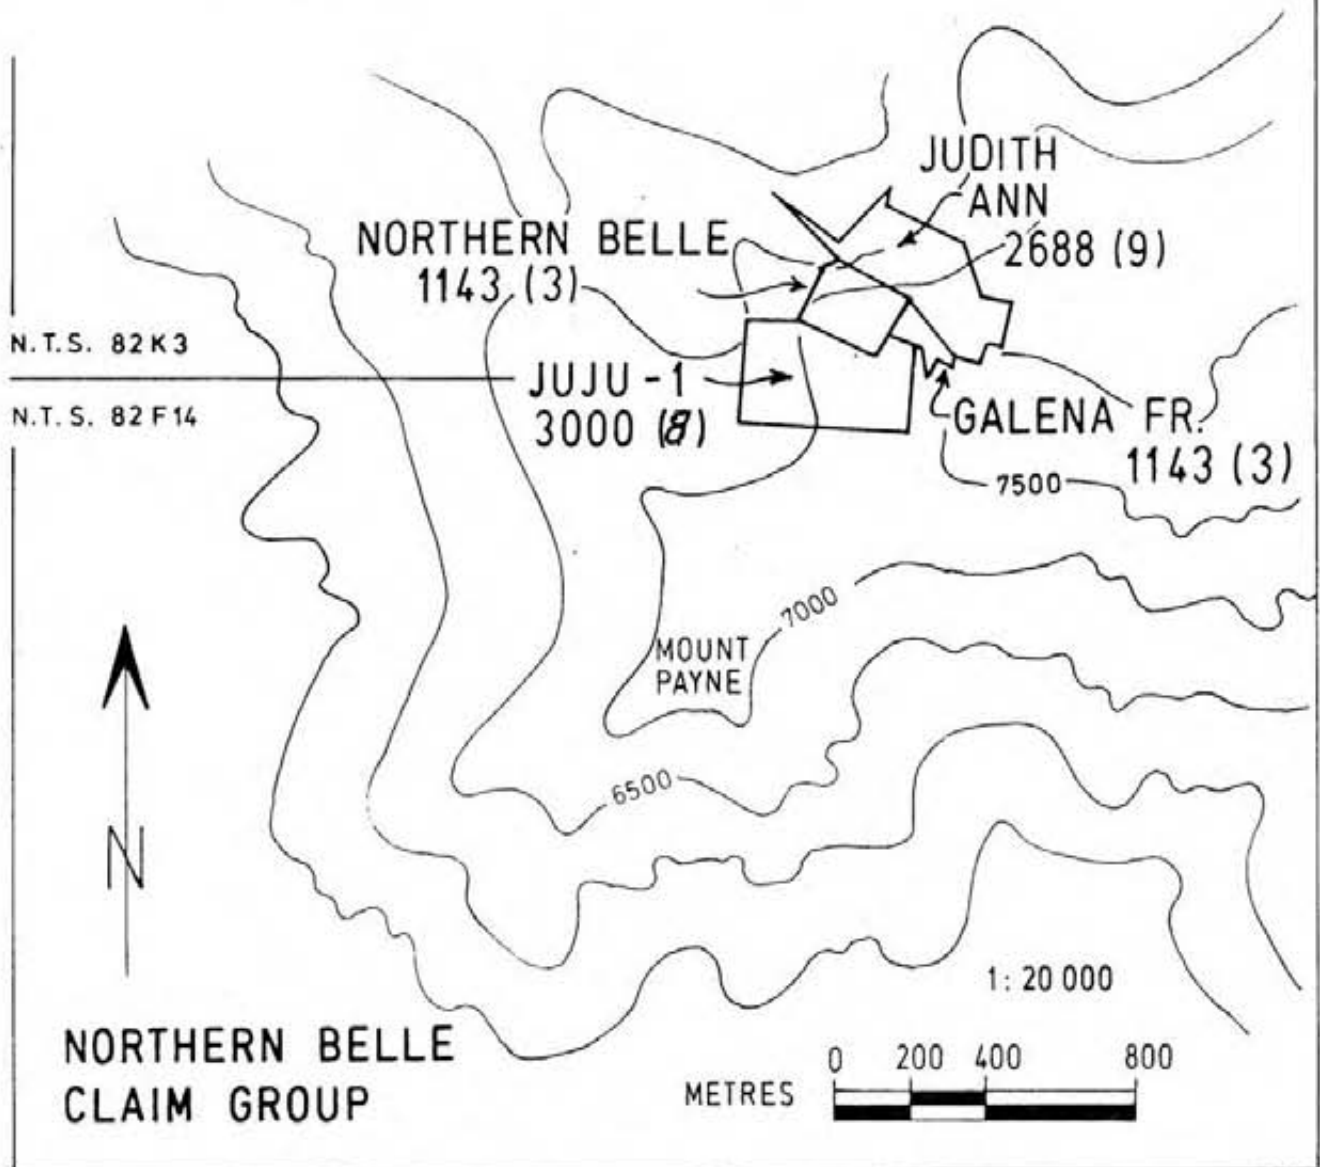 JUDITH
ANN
2688 (9)
NORTHERN BELLE
1143 (3)
N.T.S. 82K3
N.T.S. 82F14
JUJU-1
3000 (8)
GALENA FR.
1143 (3)
7500
7000
MOUNT
PAYNE
6500
N
1: 20 000
NORTHERN BELLE
CLAIM GROUP
0 200 400 800
METRES